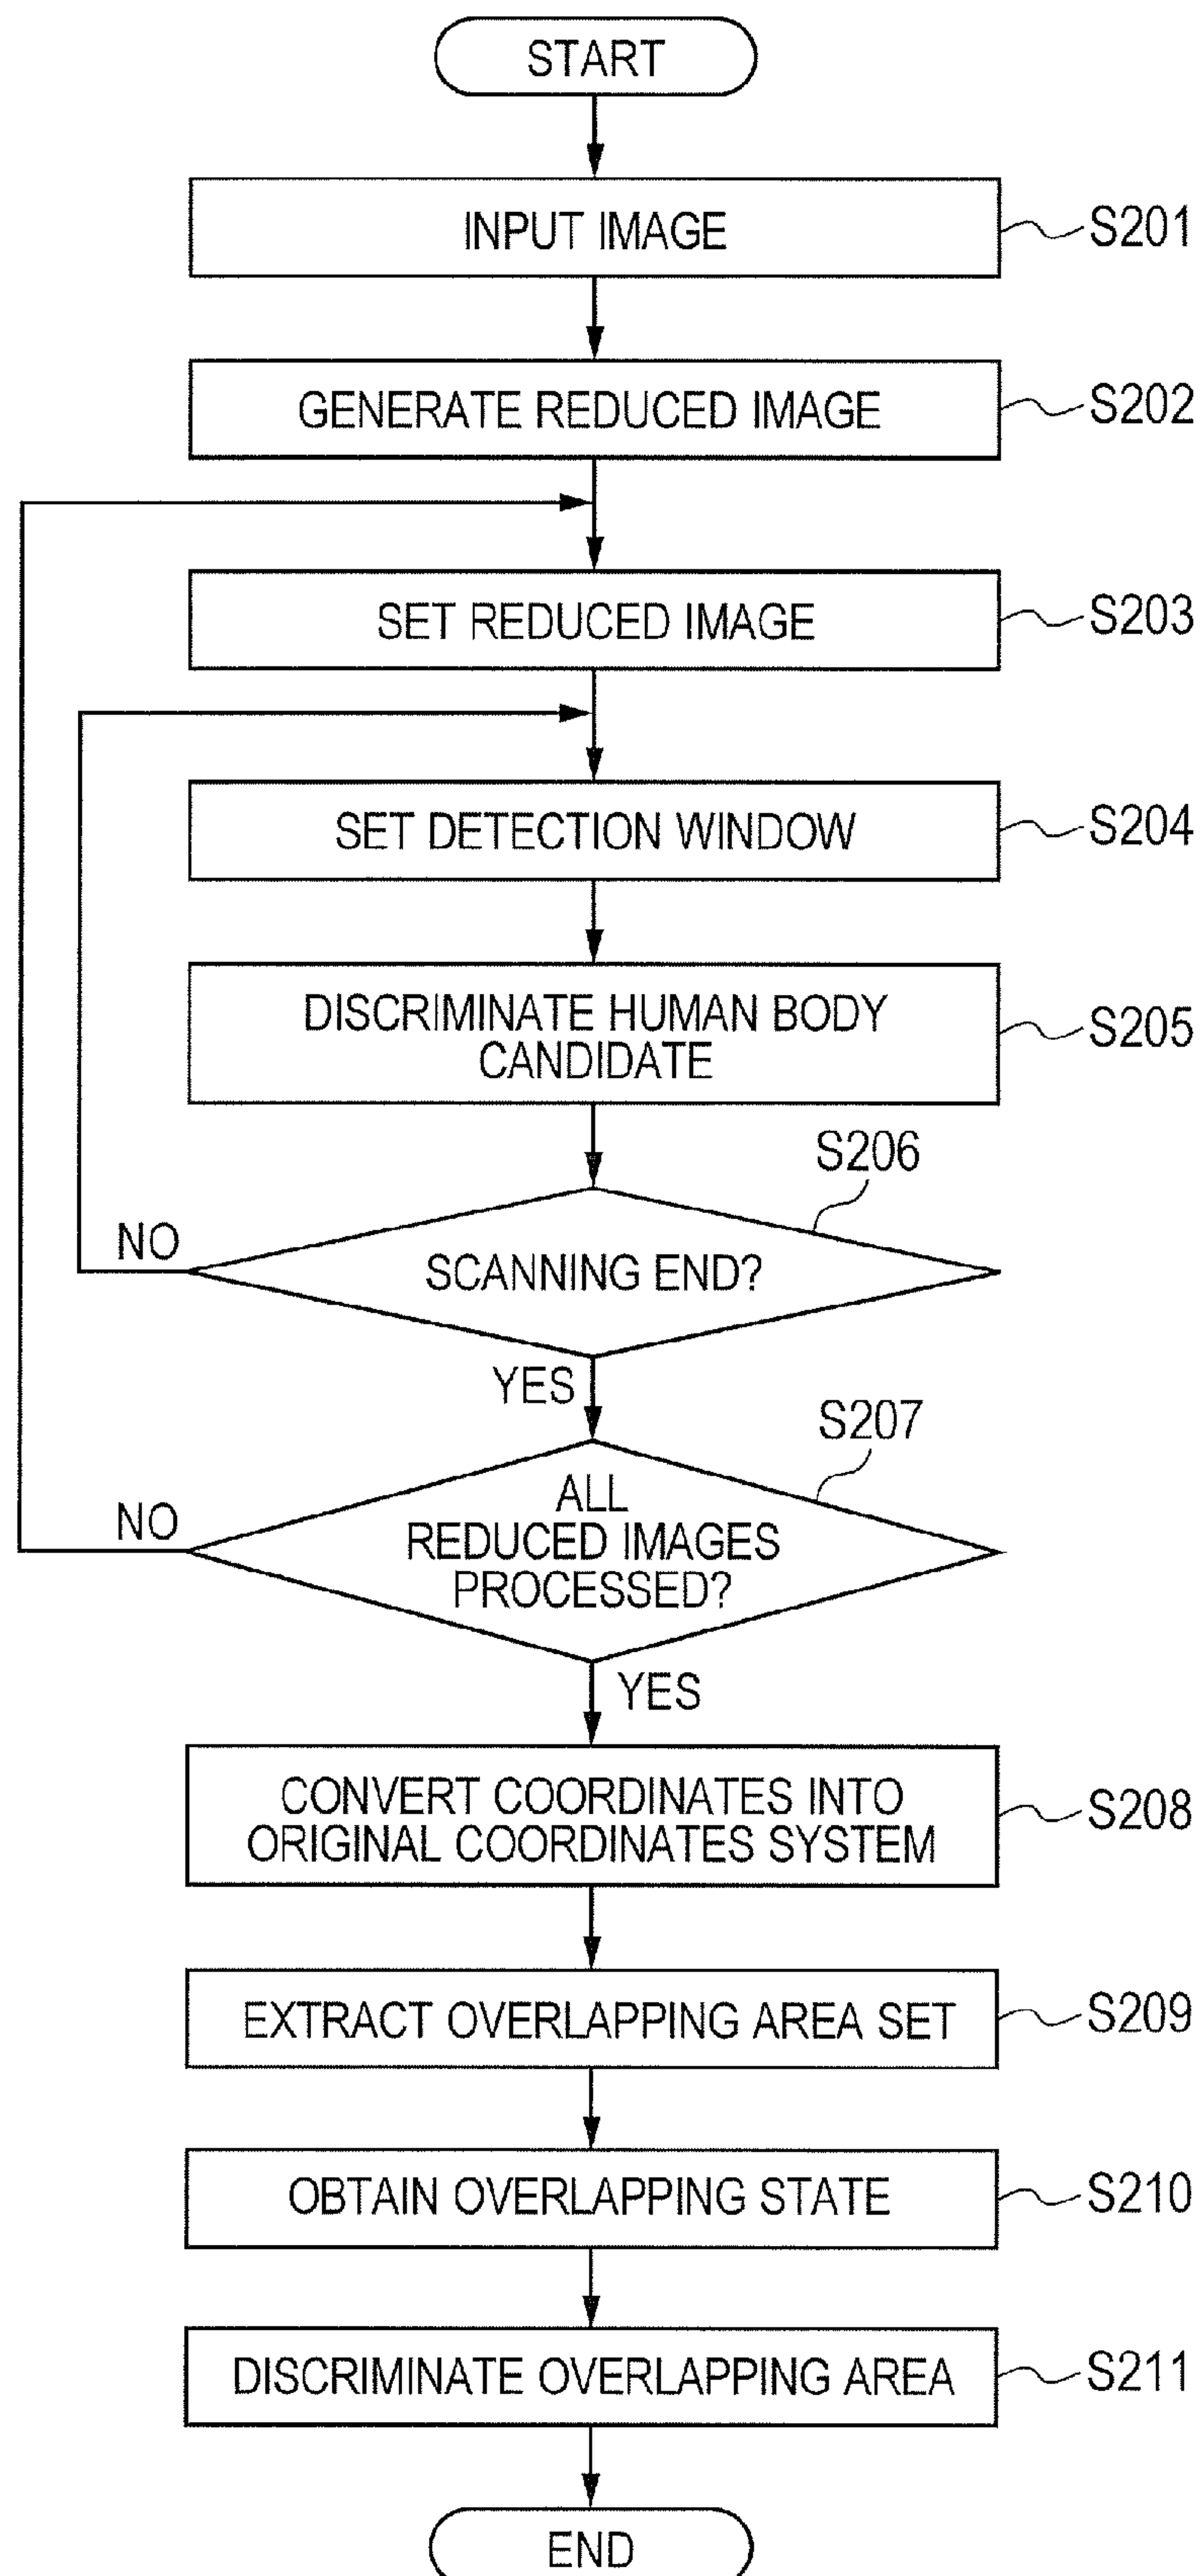 START
INPUT IMAGE
S201
GENERATE REDUCED IMAGE
S202
SET REDUCED IMAGE
S203
SET DETECTION WINDOW
S204
DISCRIMINATE HUMAN BODY
CANDIDATE
S205
S206
NO
SCANNING END?
YES
S207
NO
ALL
REDUCED IMAGES
PROCESSED?
YES
CONVERT COORDINATES INTO
ORIGINAL COORDINATES SYSTEM
S208
EXTRACT OVERLAPPING AREA SET
S209
OBTAIN OVERLAPPING STATE
S210
DISCRIMINATE OVERLAPPING AREA
S211
END